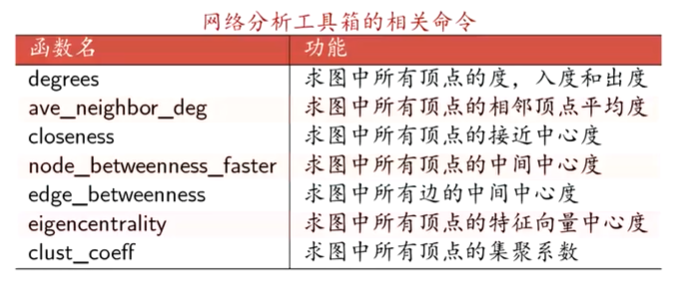 网络分析工具箱的相关命令
函数名 功能
degrees 求图中所有顶点的度，入度和出度
ave_neighbor_deg 求图中所有顶点的相邻顶点平均度
closeness 求图中所有顶点的接近中心度
node_betweenness_faster 求图中所有顶点的中间中心度
edge_betweenness 求图中所有边的中间中心度
eigencentrality 求图中所有顶点的特征向量中心度
clust_coeff 求图中所有顶点的集聚系数